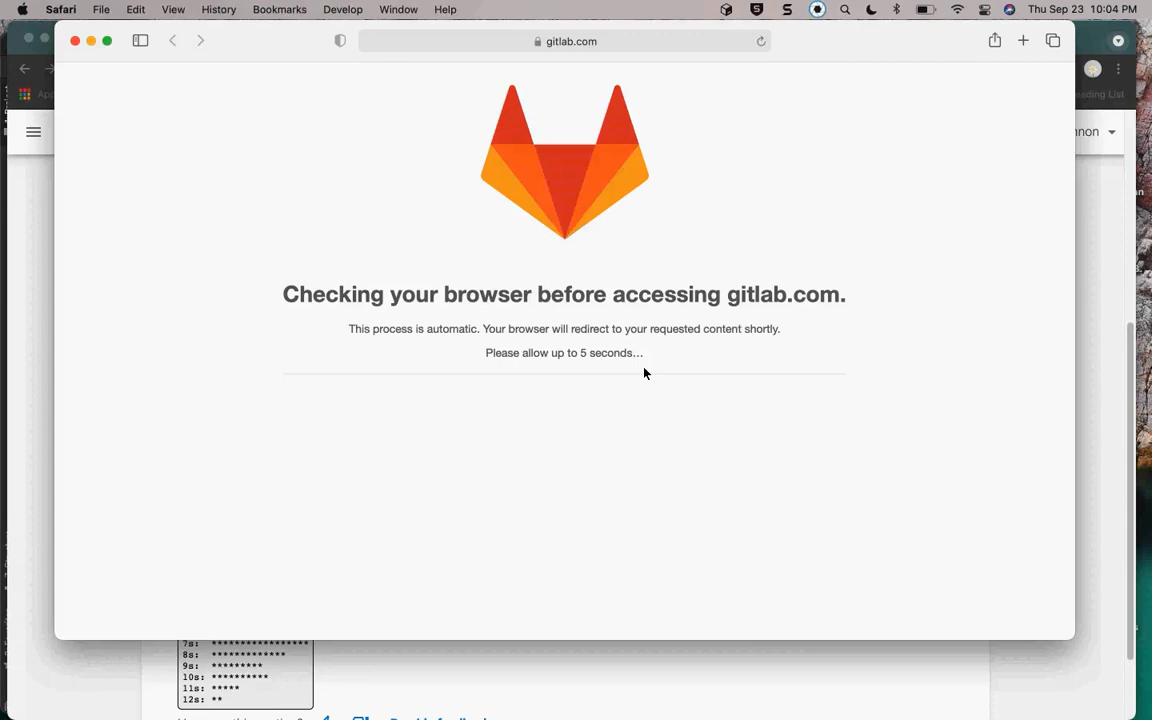 Safari File Edit View History Bookmarks Develop Window Help Thu Sep 23 10:04 PM
gitlab.com
Checking your browser before accessing gitlab.com.
This process is automatic. Your browser will redirect to your requested content shortly.
Please allow up to 5 seconds…
7s: ******************
8s: **************
9s: *********
10s: **********
11s: *****
12s: **